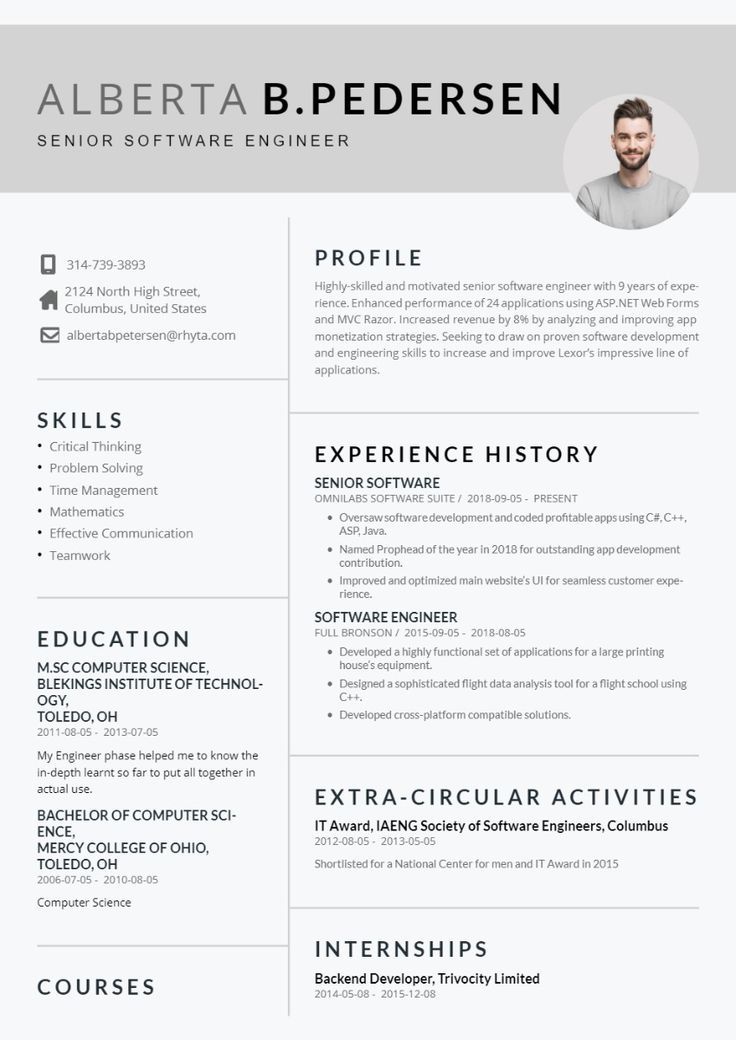 ALBERTA B.PEDERSEN
SENIOR SOFTWARE ENGINEER
314-739-3893
2124 North High Street,
Columbus, United States
albertabpetersen@rhyta.com
SKILLS
• Critical Thinking
• Problem Solving
• Time Management
• Mathematics
• Effective Communication
• Teamwork
EDUCATION
M.SC COMPUTER SCIENCE,
BLEKINGS INSTITUTE OF TECHNOL-
OGY,
TOLEDO, OH
2011-08-05 - 2013-07-05
My Engineer phase helped me to know the
in-depth learnt so far to put all together in
actual use.
BACHELOR OF COMPUTER SCI-
ENCE,
MERCY COLLEGE OF OHIO,
TOLEDO, OH
2006-07-05 - 2010-08-05
Computer Science
COURSES
PROFILE
Highly-skilled and motivated senior software engineer with 9 years of expe-
rience. Enhanced performance of 24 applications using ASP.NET Web Forms
and MVC Razor. Increased revenue by 8% by analyzing and improving app
monetization strategies. Seeking to draw on proven software development
and engineering skills to increase and improve Lexor's impressive line of
applications.
EXPERIENCE HISTORY
SENIOR SOFTWARE
OMNILABS SOFTWARE SUITE / 2018-09-05 - PRESENT
• Oversaw software development and coded profitable apps using C#, C++,
ASP, Java.
• Named Prophead of the year in 2018 for outstanding app development
contribution.
• Improved and optimized main website's UI for seamless customer expe-
rience.
SOFTWARE ENGINEER
FULL BRONSON / 2015-09-05 - 2018-08-05
• Developed a highly functional set of applications for a large printing
house's equipment.
• Designed a sophisticated flight data analysis tool for a flight school using
C++.
• Developed cross-platform compatible solutions.
EXTRA-CIRCULAR ACTIVITIES
IT Award, IAENG Society of Software Engineers, Columbus
2012-08-05 - 2013-05-05
Shortlisted for a National Center for men and IT Award in 2015
INTERNSHIPS
Backend Developer, Trivocity Limited
2014-05-08 - 2015-12-08